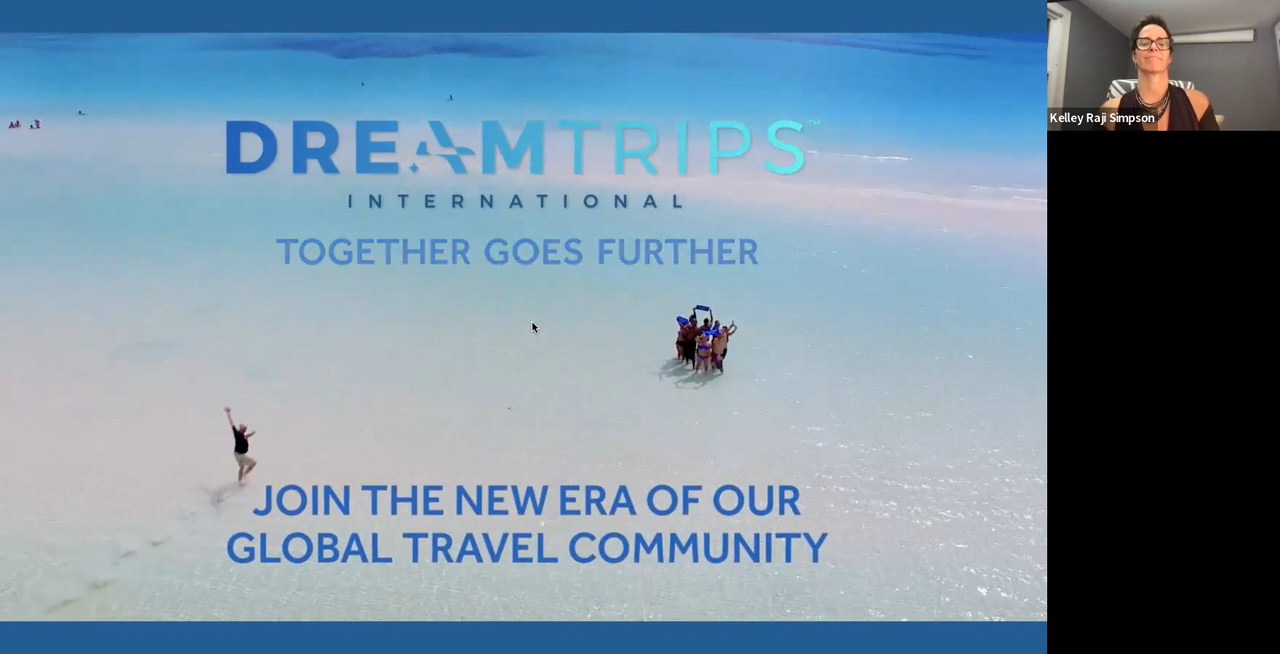 DREAMTRIPS™
INTERNATIONAL
TOGETHER GOES FURTHER
JOIN THE NEW ERA OF OUR
GLOBAL TRAVEL COMMUNITY
Kelley Raji Simpson